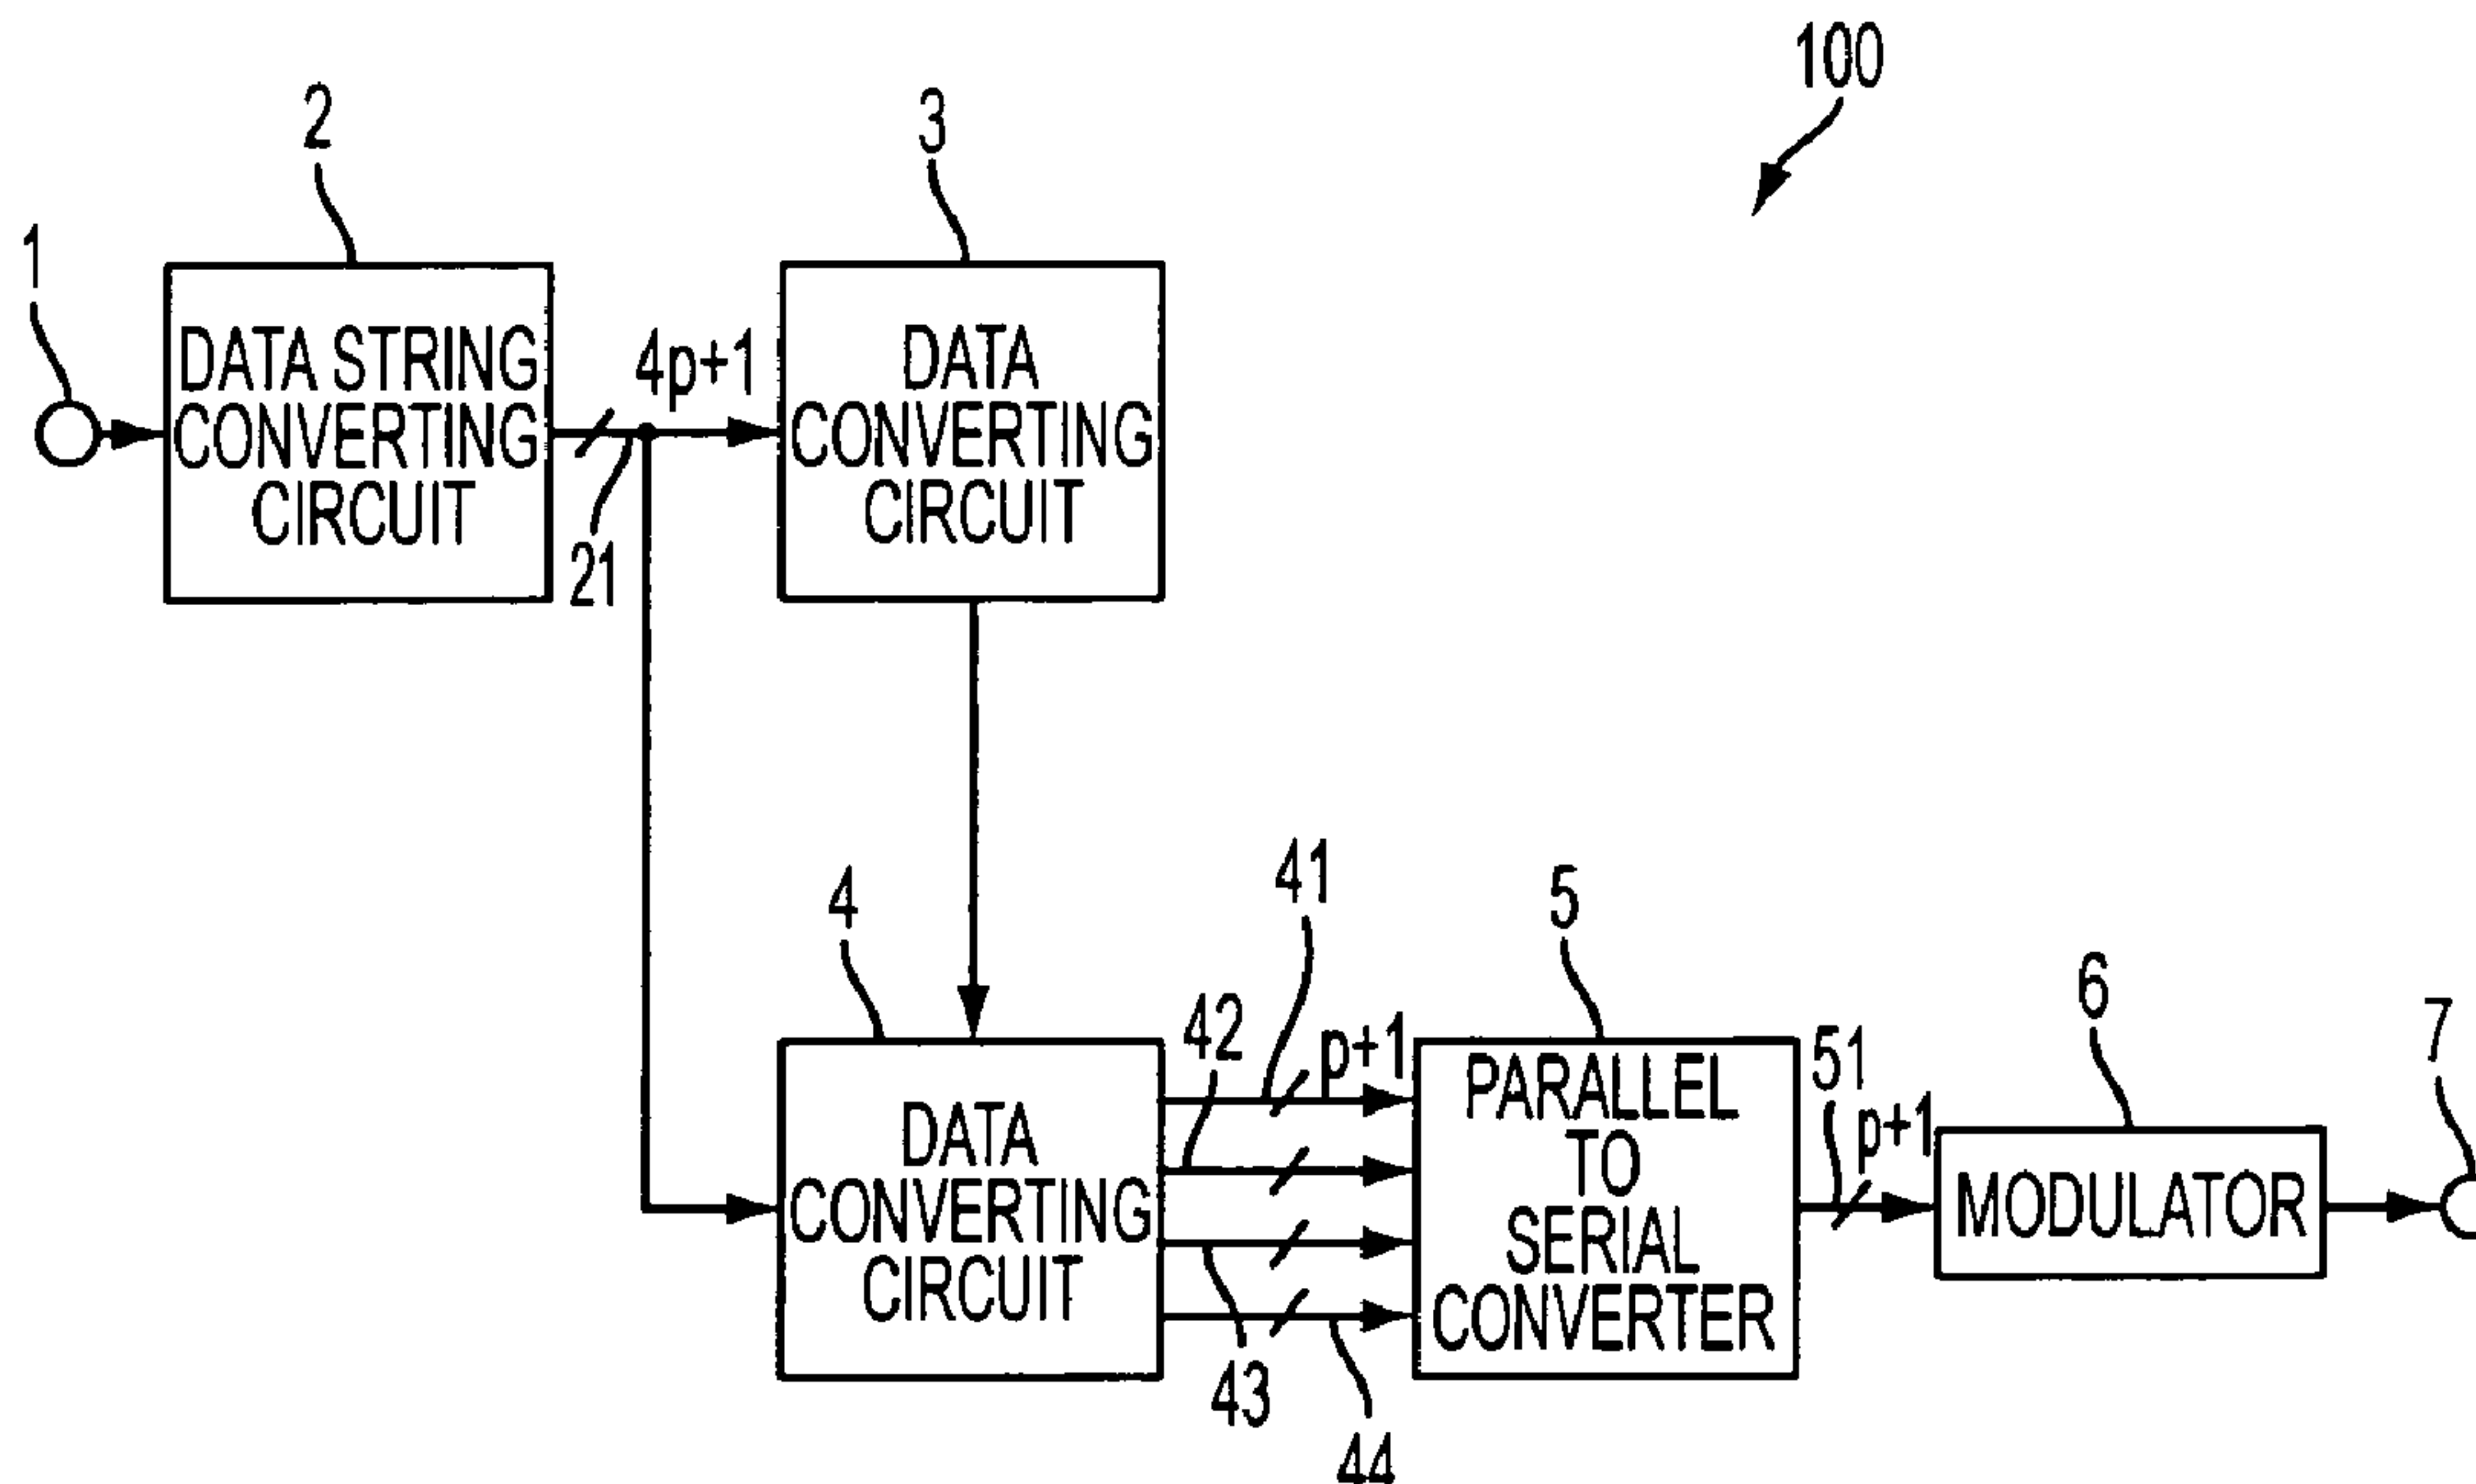 100
2
3
1
DATA STRING
CONVERTING
CIRCUIT
4p+1
21
DATA
CONVERTING
CIRCUIT
4
41
42
p+1
5
DATA
CONVERTING
CIRCUIT
43
44
PARALLEL
TO
SERIAL
CONVERTER
51
p+1
6
MODULATOR
7